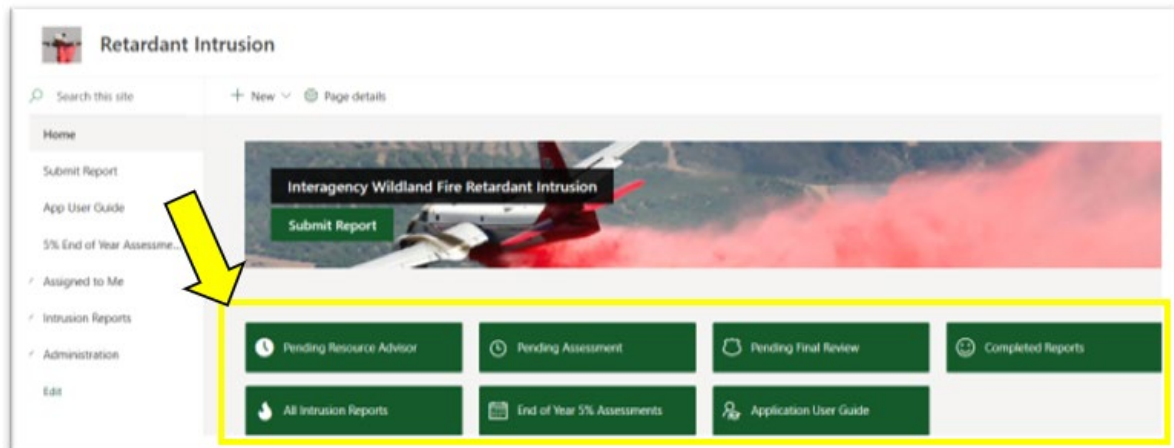 Retardant Intrusion
Search this site
New
Page details
Home
Submit Report
App User Guide
5% End of Year Assessme...
Assigned to Me
Intrusion Reports
Administration
Edit
Interagency Wildland Fire Retardant Intrusion
Submit Report
Pending Resource Advisor
Pending Assessment
Pending Final Review
Completed Reports
All Intrusion Reports
End of Year 5% Assessments
Application User Guide